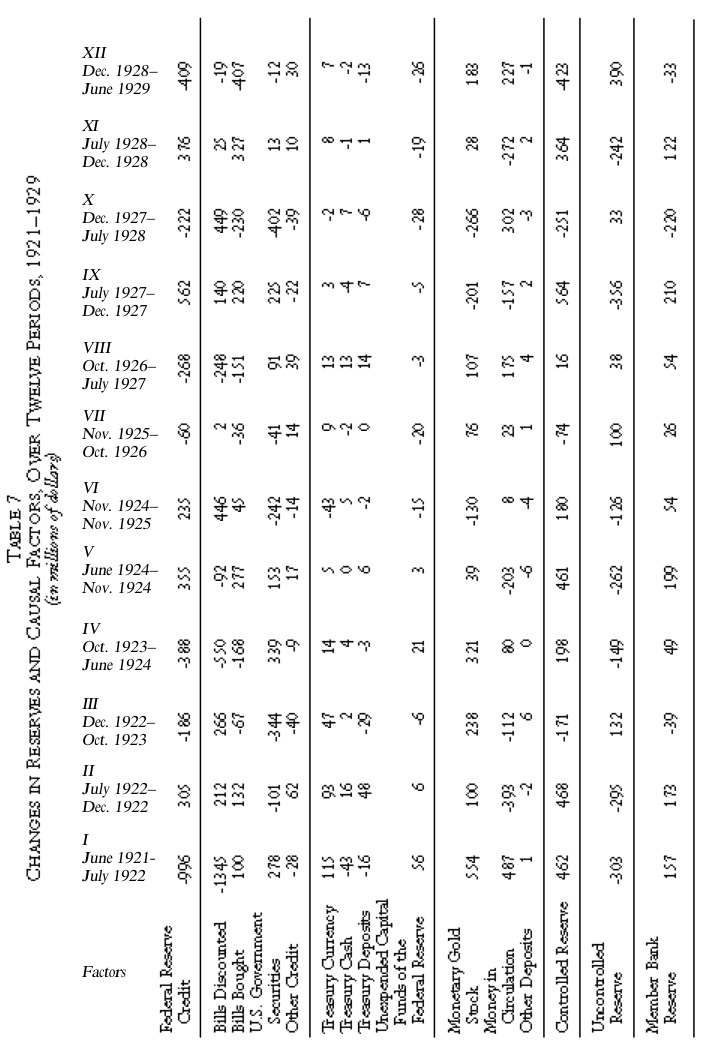 TABLE 7
CHANGES IN RESERVES AND CAUSAL FACTORS, OVER TWELVE PERIODS, 1921–1929
(in millions of dollars)
Factors
I
June 1921-
July 1922
II
July 1922–
Dec. 1922
III
Dec. 1922–
Oct. 1923
IV
Oct. 1923–
June 1924
V
June 1924–
Nov. 1924
VI
Nov. 1924–
Nov. 1925
VII
Nov. 1925–
Oct. 1926
VIII
Oct. 1926–
July 1927
IX
July 1927–
Dec. 1927
X
Dec. 1927–
July 1928
XI
July 1928–
Dec. 1928
XII
Dec. 1928–
June 1929
Federal Reserve
Credit -996 305 -186 -388 355 235 -60 -268 562 -222 376 -409
Bills Discounted -1345 212 266 -550 -92 446 2 -248 140 449 25 -19
Bills Bought 100 132 -67 -168 277 45 -36 -151 220 -230 327 -407
U.S. Government
Securities 278 -101 -344 339 153 -242 -41 91 225 -402 13 -12
Other Credit -28 62 -40 -9 17 -14 14 39 -22 -39 10 30
Treasury Currency 115 93 47 14 5 -43 9 13 3 -2 8 7
Treasury Cash -43 16 2 4 0 5 -2 13 -4 7 -1 -2
Treasury Deposits -16 48 -29 -3 6 -2 0 14 7 -6 1 -13
Unexpended Capital
Funds of the
Federal Reserve 56 6 -6 21 3 -15 -20 -3 -5 -28 -19 -26
Monetary Gold
Stock 554 100 238 321 39 -130 76 107 -201 -266 28 183
Money in
Circulation 487 -393 -112 80 -203 8 23 175 -157 302 -272 227
Other Deposits 1 -2 6 0 -6 -4 1 4 2 -3 2 -1
Controlled Reserve 462 468 -171 198 461 180 -74 16 564 -251 364 -423
Uncontrolled
Reserve -303 -295 132 -149 -262 -126 100 38 -356 33 -242 390
Member Bank
Reserve 157 173 -39 49 199 54 26 54 210 -220 122 -33